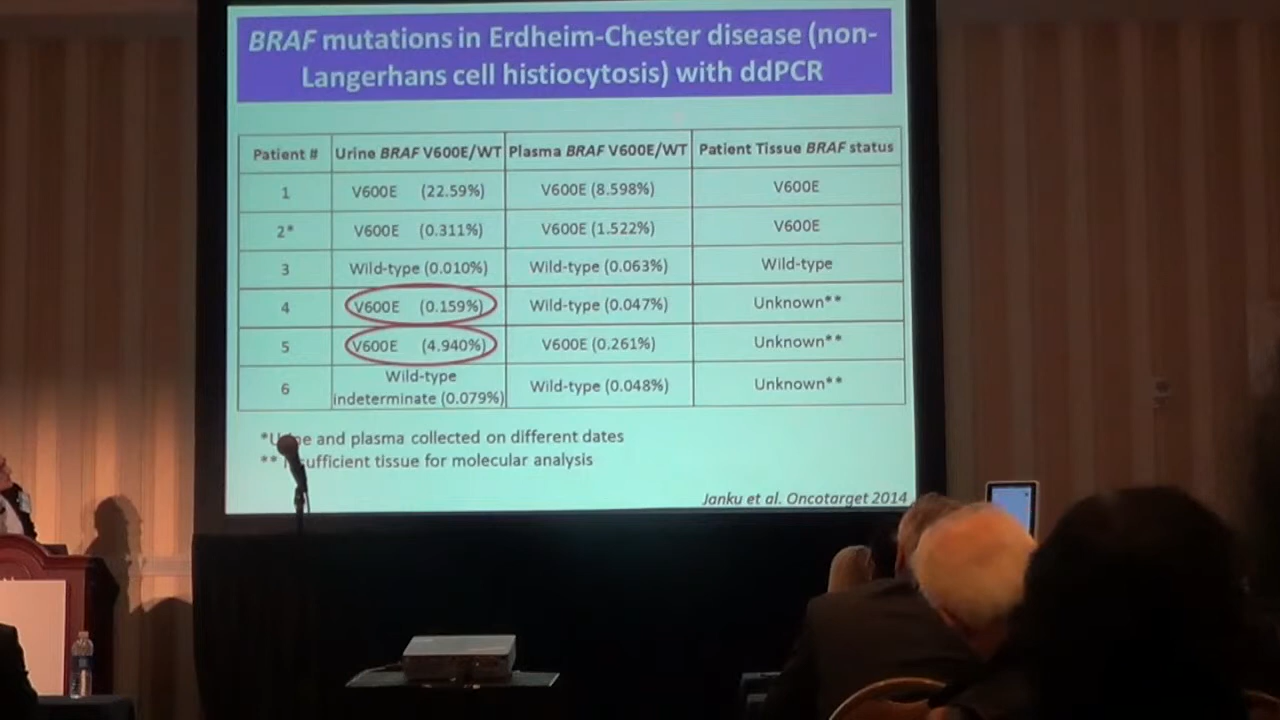 BRAF mutations in Erdheim-Chester disease (non-
Langerhans cell histiocytosis) with ddPCR
Patient # Urine BRAF V600E/WT Plasma BRAF V600E/WT Patient Tissue BRAF status
1 V600E (22.59%) V600E (8.598%) V600E
2* V600E (0.311%) V600E (1.522%) V600E
3 Wild-type (0.010%) Wild-type (0.063%) Wild-type
4 V600E (0.159%) Wild-type (0.047%) Unknown**
5 V600E (4.940%) V600E (0.261%) Unknown**
6 Wild-type indeterminate (0.079%) Wild-type (0.048%) Unknown**
*Urine and plasma collected on different dates
** Insufficient tissue for molecular analysis
Janku et al. Oncotarget 2014